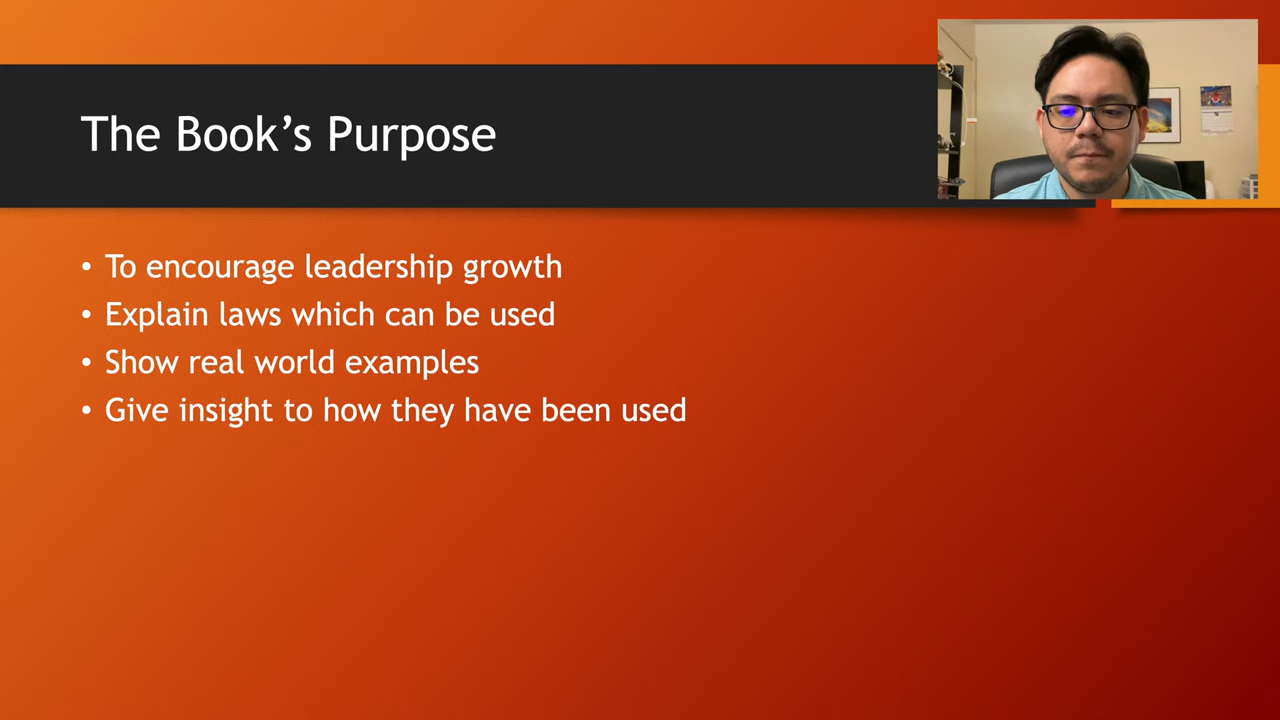 The Book’s Purpose
• To encourage leadership growth
• Explain laws which can be used
• Show real world examples
• Give insight to how they have been used